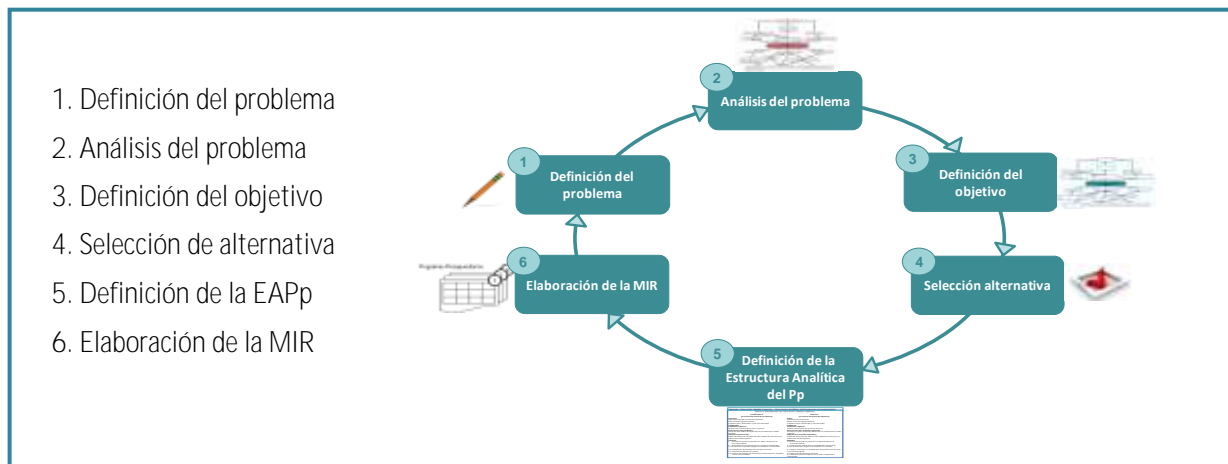 1. Definición del problema
2. Análisis del problema
3. Definición del objetivo
4. Selección de alternativa
5. Definición de la EAPp
6. Elaboración de la MIR
2
Análisis del problema
1
Definición del
problema
3
Definición del
objetivo
6
Elaboración de la MIR
4
Selección alternativa
5
Definición de la
Estructura Analítica
del Pp